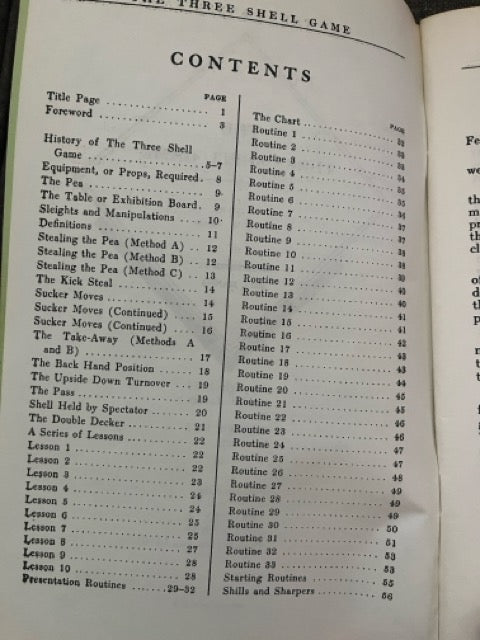 THE THREE SHELL GAME
CONTENTS
PAGE
Title Page 1
Foreword 3
History of The Three Shell
Game 5-7
Equipment, or Props, Required. 8
The Pea 9
The Table or Exhibition Board. 9
Sleights and Manipulations 10
Definitions 11
Stealing the Pea (Method A) 12
Stealing the Pea (Method B) 12
Stealing the Pea (Method C) 13
The Kick Steal 14
Sucker Moves 14
Sucker Moves (Continued) 15
Sucker Moves (Continued) 16
The Take-Away (Methods A
and B) 17
The Back Hand Position 18
The Upside Down Turnover 19
The Pass 19
Shell Held by Spectator 20
The Double Decker 21
A Series of Lessons 22
Lesson 1 22
Lesson 2 22
Lesson 3 23
Lesson 4 24
Lesson 5 24
Lesson 6 25
Lesson 7 25
Lesson 8 27
Lesson 9 28
Lesson 10 28
Presentation Routines 29-32
PAGE
The Chart
Routine 1
Routine 2
Routine 3
Routine 4
Routine 5
Routine 6
Routine 7
Routine 8
Routine 9
Routine 10
Routine 11
Routine 12
Routine 13 40
Routine 14 41
Routine 15 41
Routine 16 42
Routine 17
Routine 18 43
Routine 19 44
Routine 20 45
Routine 21 45
Routine 22 46
Routine 23 46
Routine 24 47
Routine 25 47
Routine 26 48
Routine 27 49
Routine 28 49
Routine 29 49
Routine 30 50
Routine 31 51
Routine 32 53
Routine 33 53
Starting Routines 55
Shills and Sharpers 56